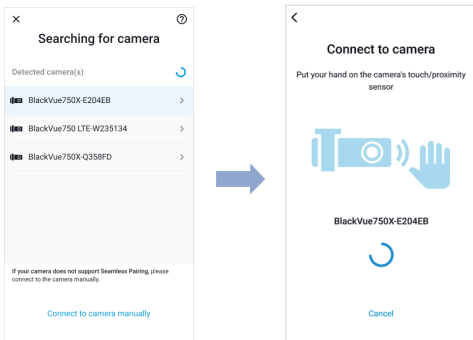 Searching for camera
Detected camera(s)
BlackVue750X-E204EB
BlackVue750 LTE-W235134
BlackVue750X-Q358FD
If your camera does not support Seamless Pairing, please
connect to the camera manually.
Connect to camera manually
Connect to camera
Put your hand on the camera's touch/proximity
sensor
BlackVue750X-E204EB
Cancel